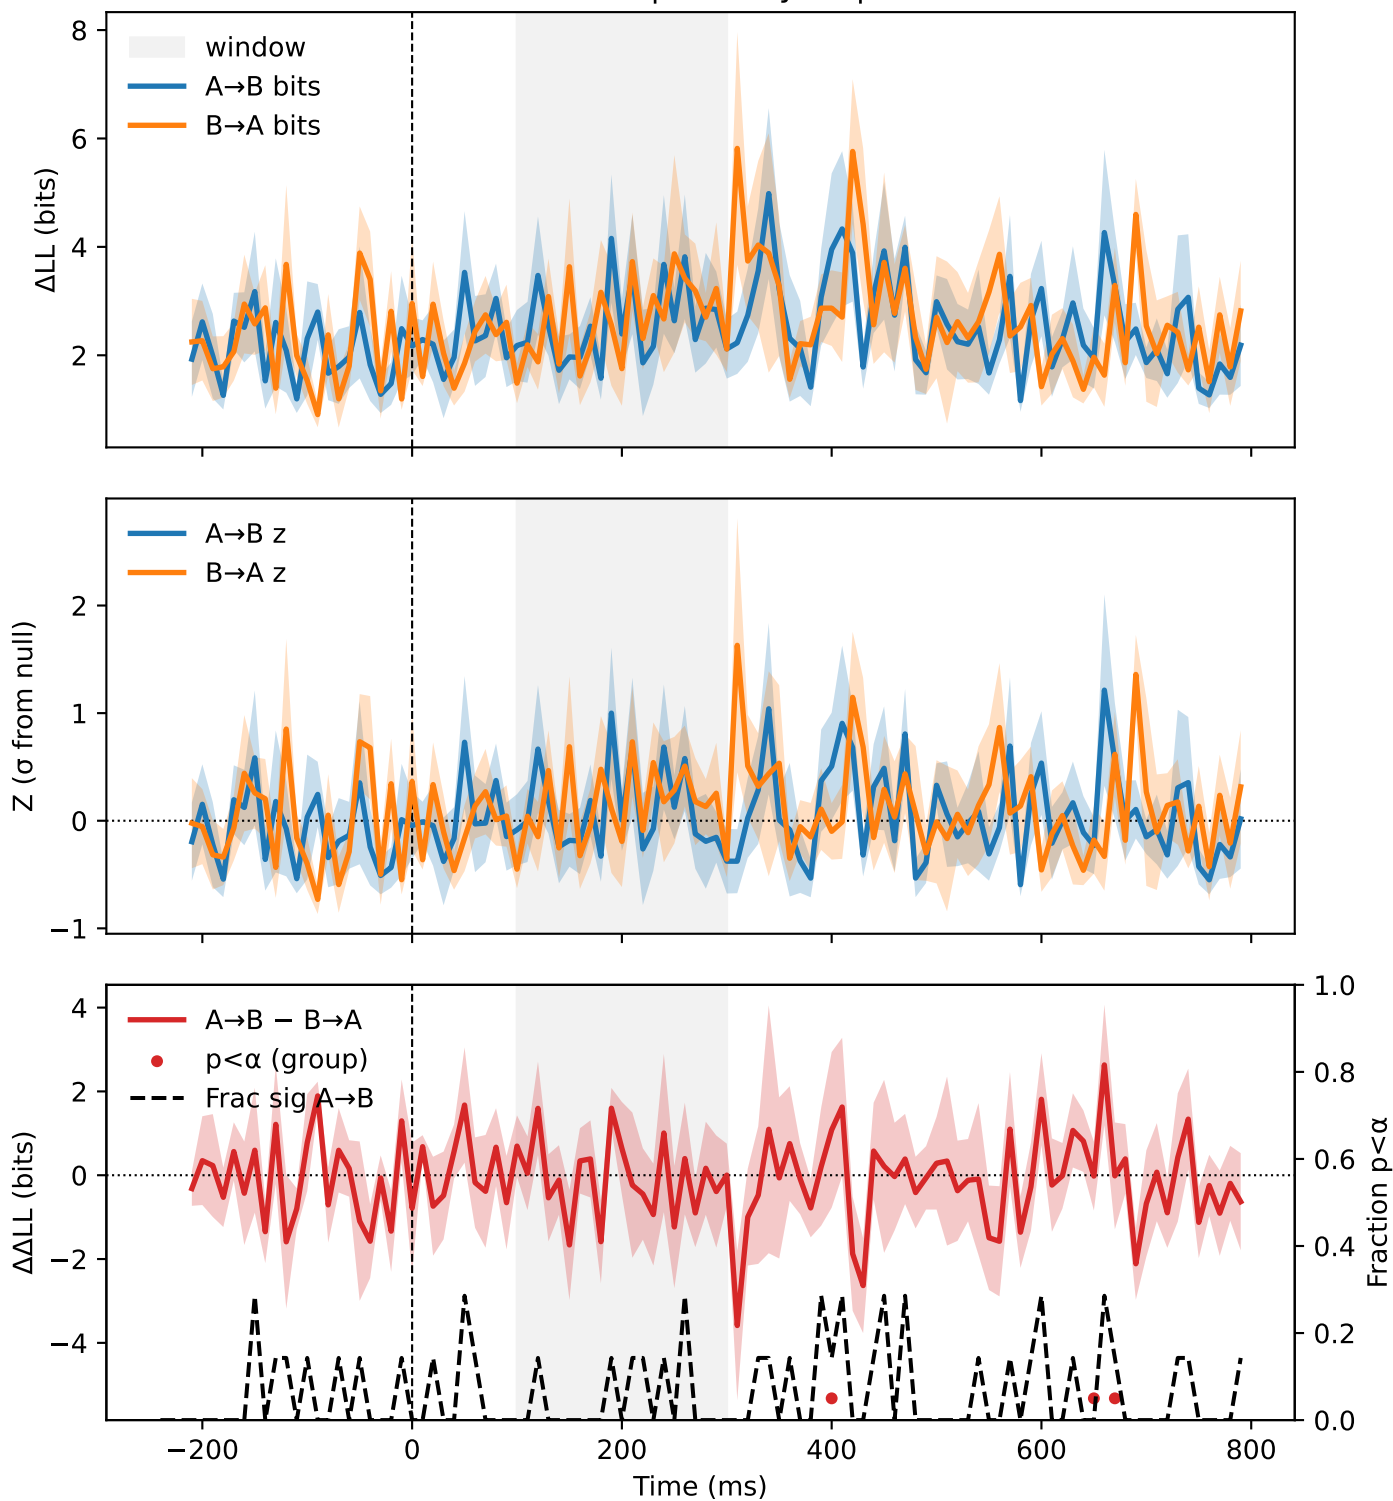 8
6
4
2
ΔLL (bits)
window
A→B bits
B→A bits
2
1
0
−1
Z (σ from null)
A→B z
B→A z
4
2
0
−2
−4
ΔΔLL (bits)
A→B − B→A
p<α (group)
Frac sig A→B
1.0
0.8
0.6
0.4
0.2
0.0
Fraction p<α
−200 0 200 400 600 800
Time (ms)